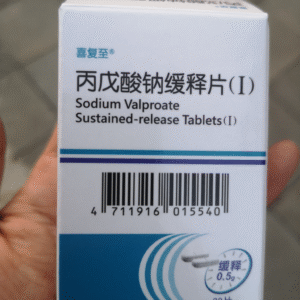 喜复至®
丙戊酸钠缓释片(I)
Sodium Valproate
Sustained-release Tablets(I)
4 711916 015540
缓释
0.5g